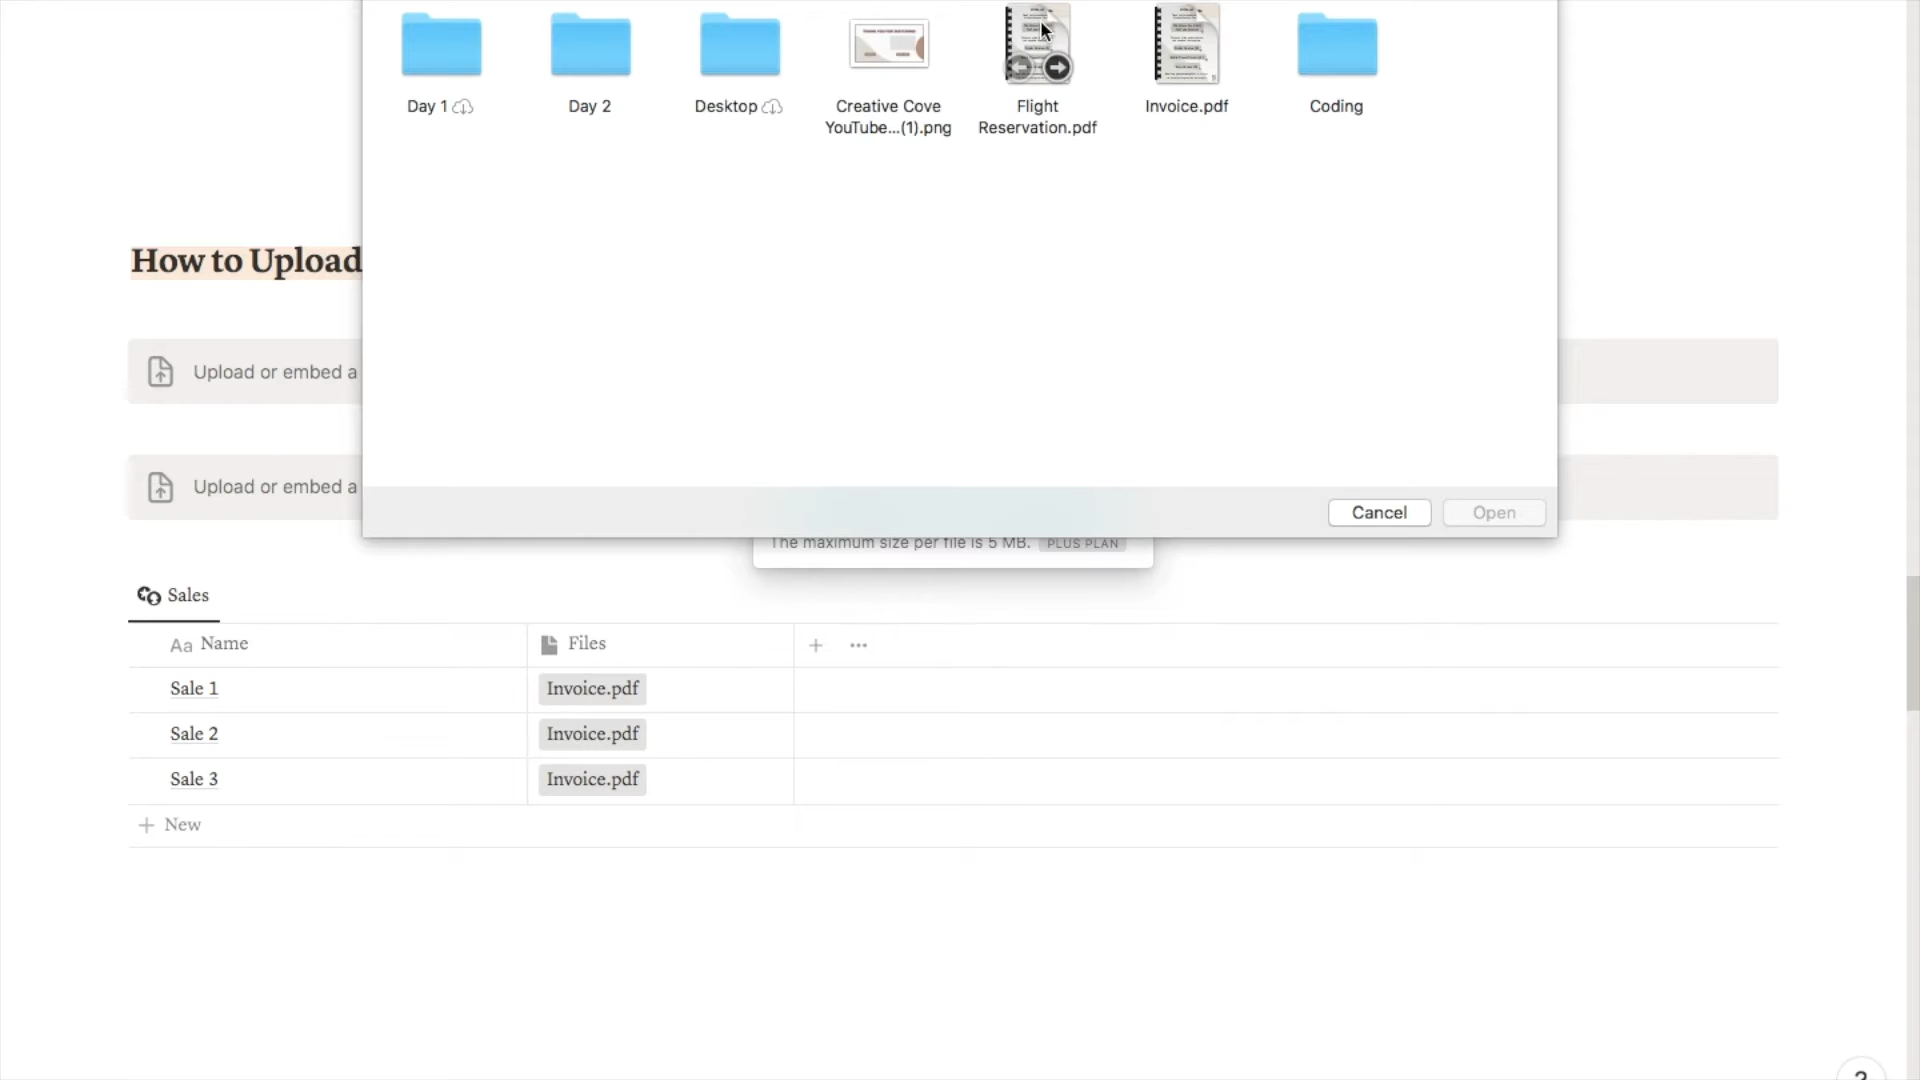 Day 1
Day 2
Desktop
Creative Cove
YouTube...(1).png
Flight
Reservation.pdf
Invoice.pdf
Coding
How to Upload
Upload or embed a
Upload or embed a
Cancel
Open
The maximum size per file is 5 MB. PLUS PLAN
Sales
Aa Name
Files
Sale 1
Invoice.pdf
Sale 2
Invoice.pdf
Sale 3
Invoice.pdf
+ New
?